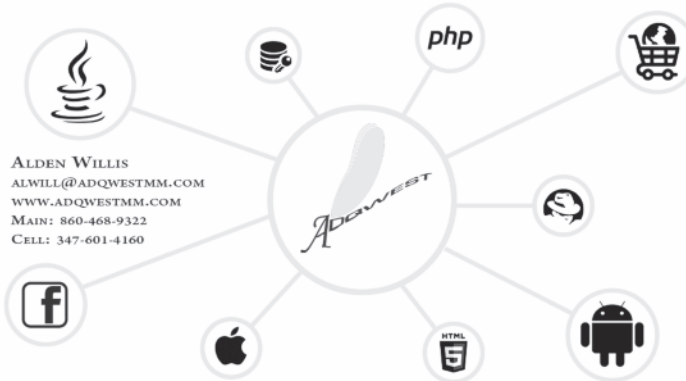 php
ALDEN WILLIS
ALWILL@ADQWESTMM.COM
WWW.ADQWESTMM.COM
MAIN: 860-468-9322
CELL: 347-601-4160
ADQWEST
f
HTML
5